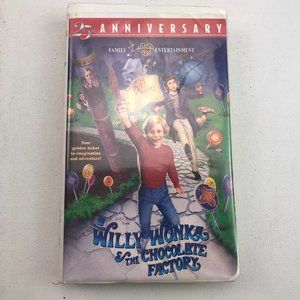 25th ANNIVERSARY
FAMILY ENTERTAINMENT
Your
golden ticket
to imagination
and adventure!
WILLY WONKA
& THE CHOCOLATE
FACTORY